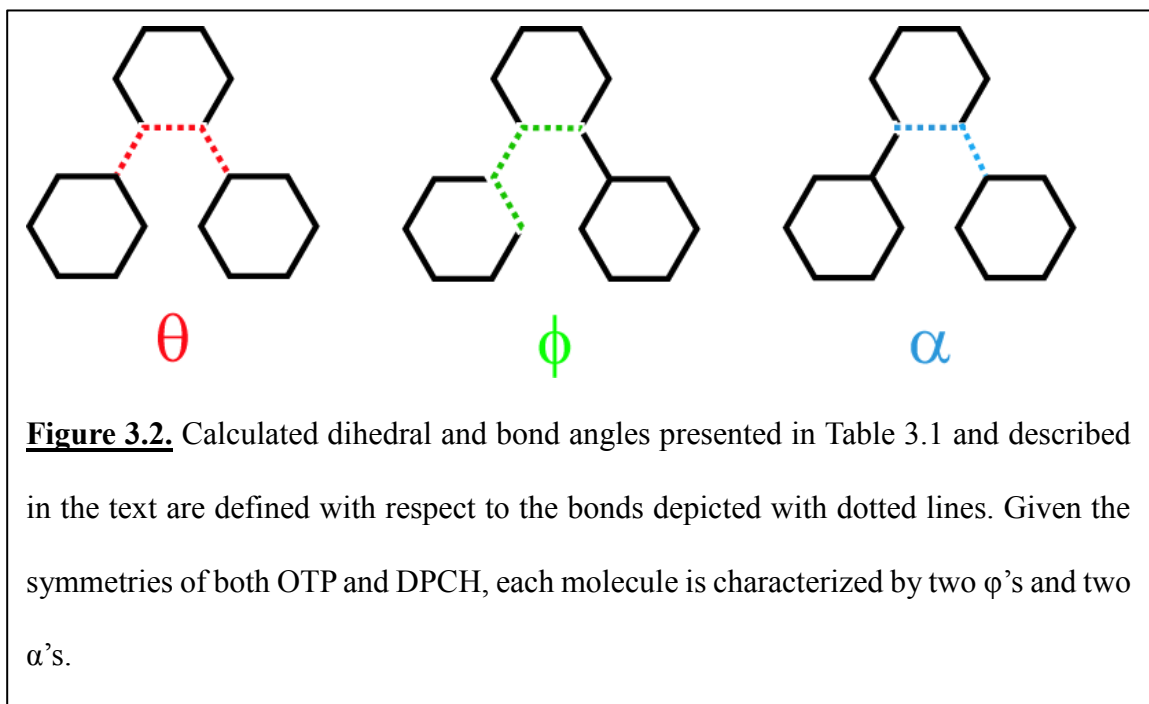 θ ϕ α
Figure 3.2. Calculated dihedral and bond angles presented in Table 3.1 and described
in the text are defined with respect to the bonds depicted with dotted lines. Given the
symmetries of both OTP and DPCH, each molecule is characterized by two φ’s and two
α’s.